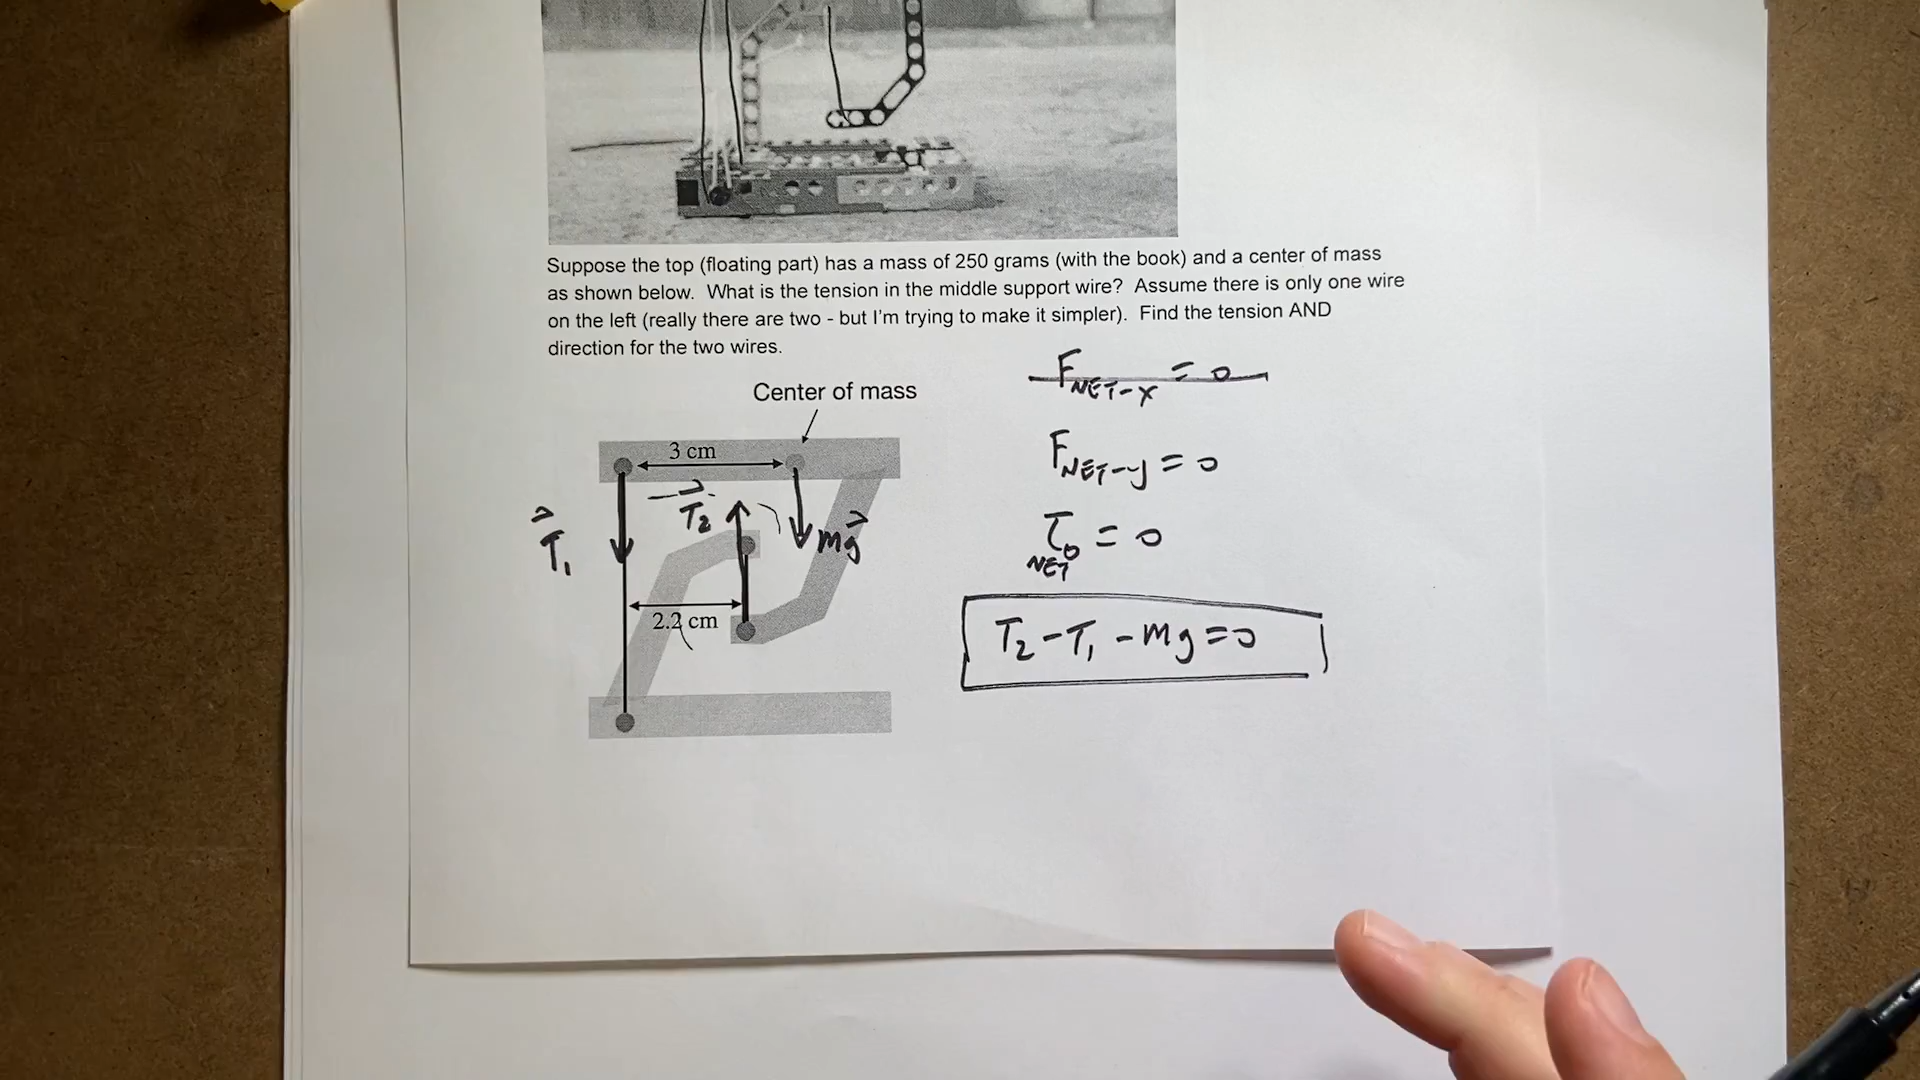 Suppose the top (floating part) has a mass of 250 grams (with the book) and a center of mass
as shown below. What is the tension in the middle support wire? Assume there is only one wire
on the left (really there are two - but I'm trying to make it simpler). Find the tension AND
direction for the two wires.
Center of mass
3 cm
T₁
T₂
mg
2.2 cm
F_NET-x = 0
F_NET-y = 0
τ_NET o = 0
T₂ - T₁ - mg = 0